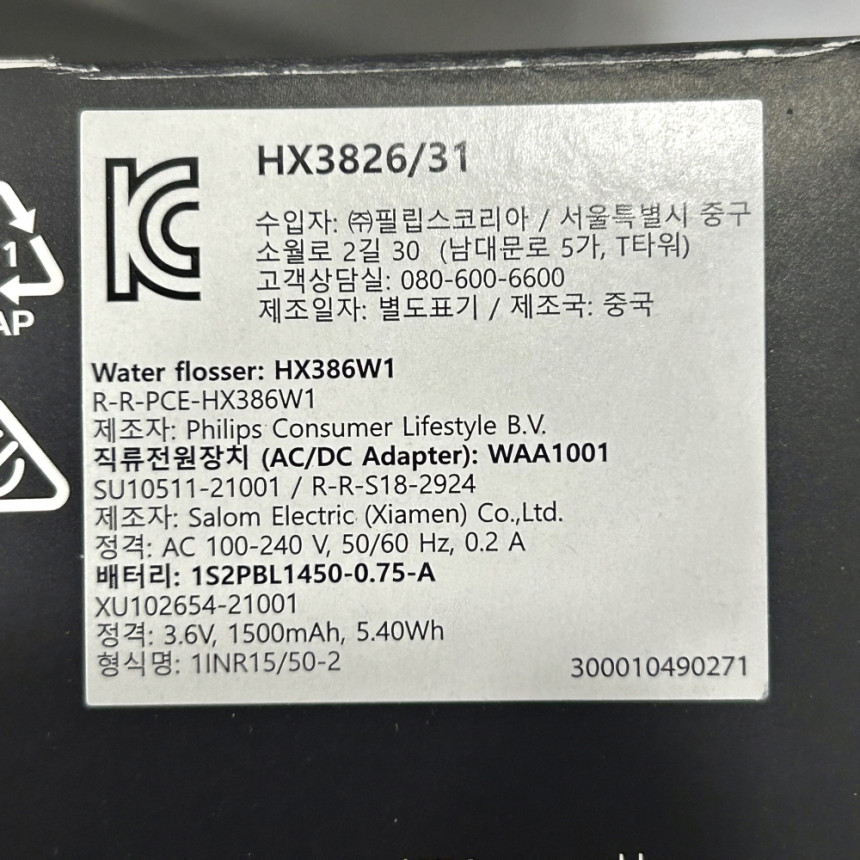 HX3826/31
수입자: ㈜필립스코리아 / 서울특별시 중구
소월로 2길 30 (남대문로 5가, T타워)
고객상담실: 080-600-6600
제조일자: 별도표기 / 제조국: 중국
Water flosser: HX386W1
R-R-PCE-HX386W1
제조자: Philips Consumer Lifestyle B.V.
직류전원장치 (AC/DC Adapter): WAA1001
SU10511-21001 / R-R-S18-2924
제조자: Salom Electric (Xiamen) Co.,Ltd.
정격: AC 100-240 V, 50/60 Hz, 0.2 A
배터리: 1S2PBL1450-0.75-A
XU102654-21001
정격: 3.6V, 1500mAh, 5.40Wh
형식명: 1INR15/50-2
300010490271
1
AP